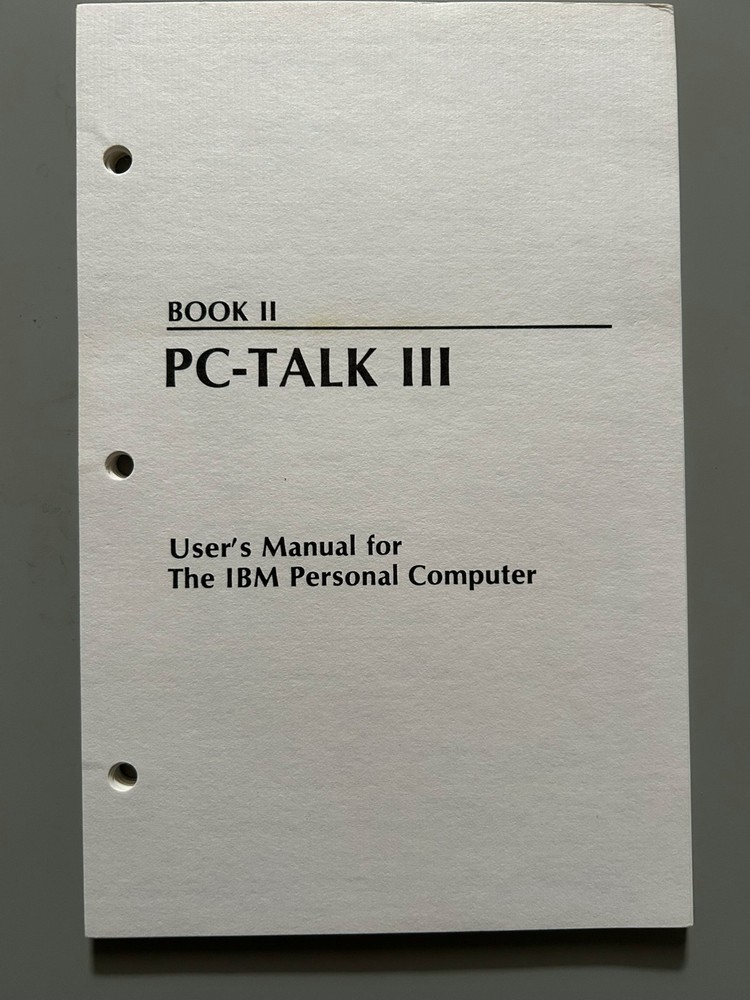 BOOK II
PC-TALK III
User's Manual for
The IBM Personal Computer